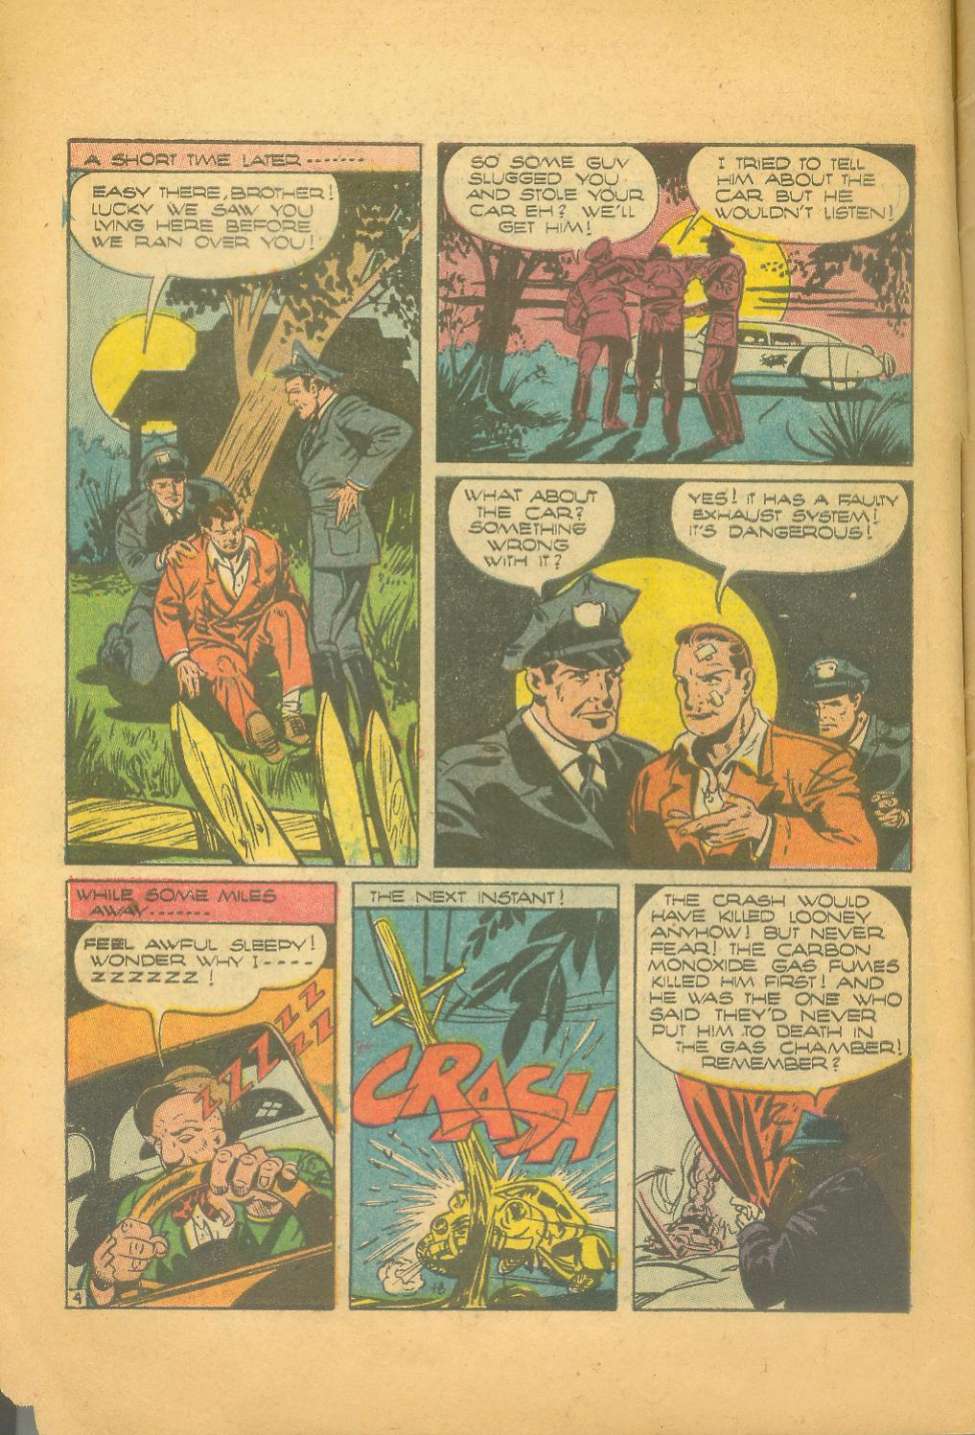 A SHORT TIME LATER-------
EASY THERE, BROTHER!
LUCKY WE SAW YOU
LYING HERE BEFORE
WE RAN OVER YOU!
SO SOME GUY
SLUGGED YOU
AND STOLE YOUR
CAR EH? WE'LL
GET HIM!
I TRIED TO TELL
HIM ABOUT THE
CAR BUT HE
WOULDN'T LISTEN!
WHAT ABOUT
THE CAR?
SOMETHING
WRONG
WITH IT?
YES! IT HAS A FAULTY
EXHAUST SYSTEM!
IT'S DANGEROUS!
WHILE SOME MILES
AWAY-------
FEEL AWFUL SLEEPY!
WONDER WHY I----
ZZZZZZ!
ZZZZZZZ
4
THE NEXT INSTANT!
CRASH
THE CRASH WOULD
HAVE KILLED LOONEY
ANYHOW! BUT NEVER
FEAR! THE CARBON
MONOXIDE GAS FUMES
KILLED HIM FIRST! AND
HE WAS THE ONE WHO
SAID THEY'D NEVER
PUT HIM TO DEATH IN
THE GAS CHAMBER!
REMEMBER?